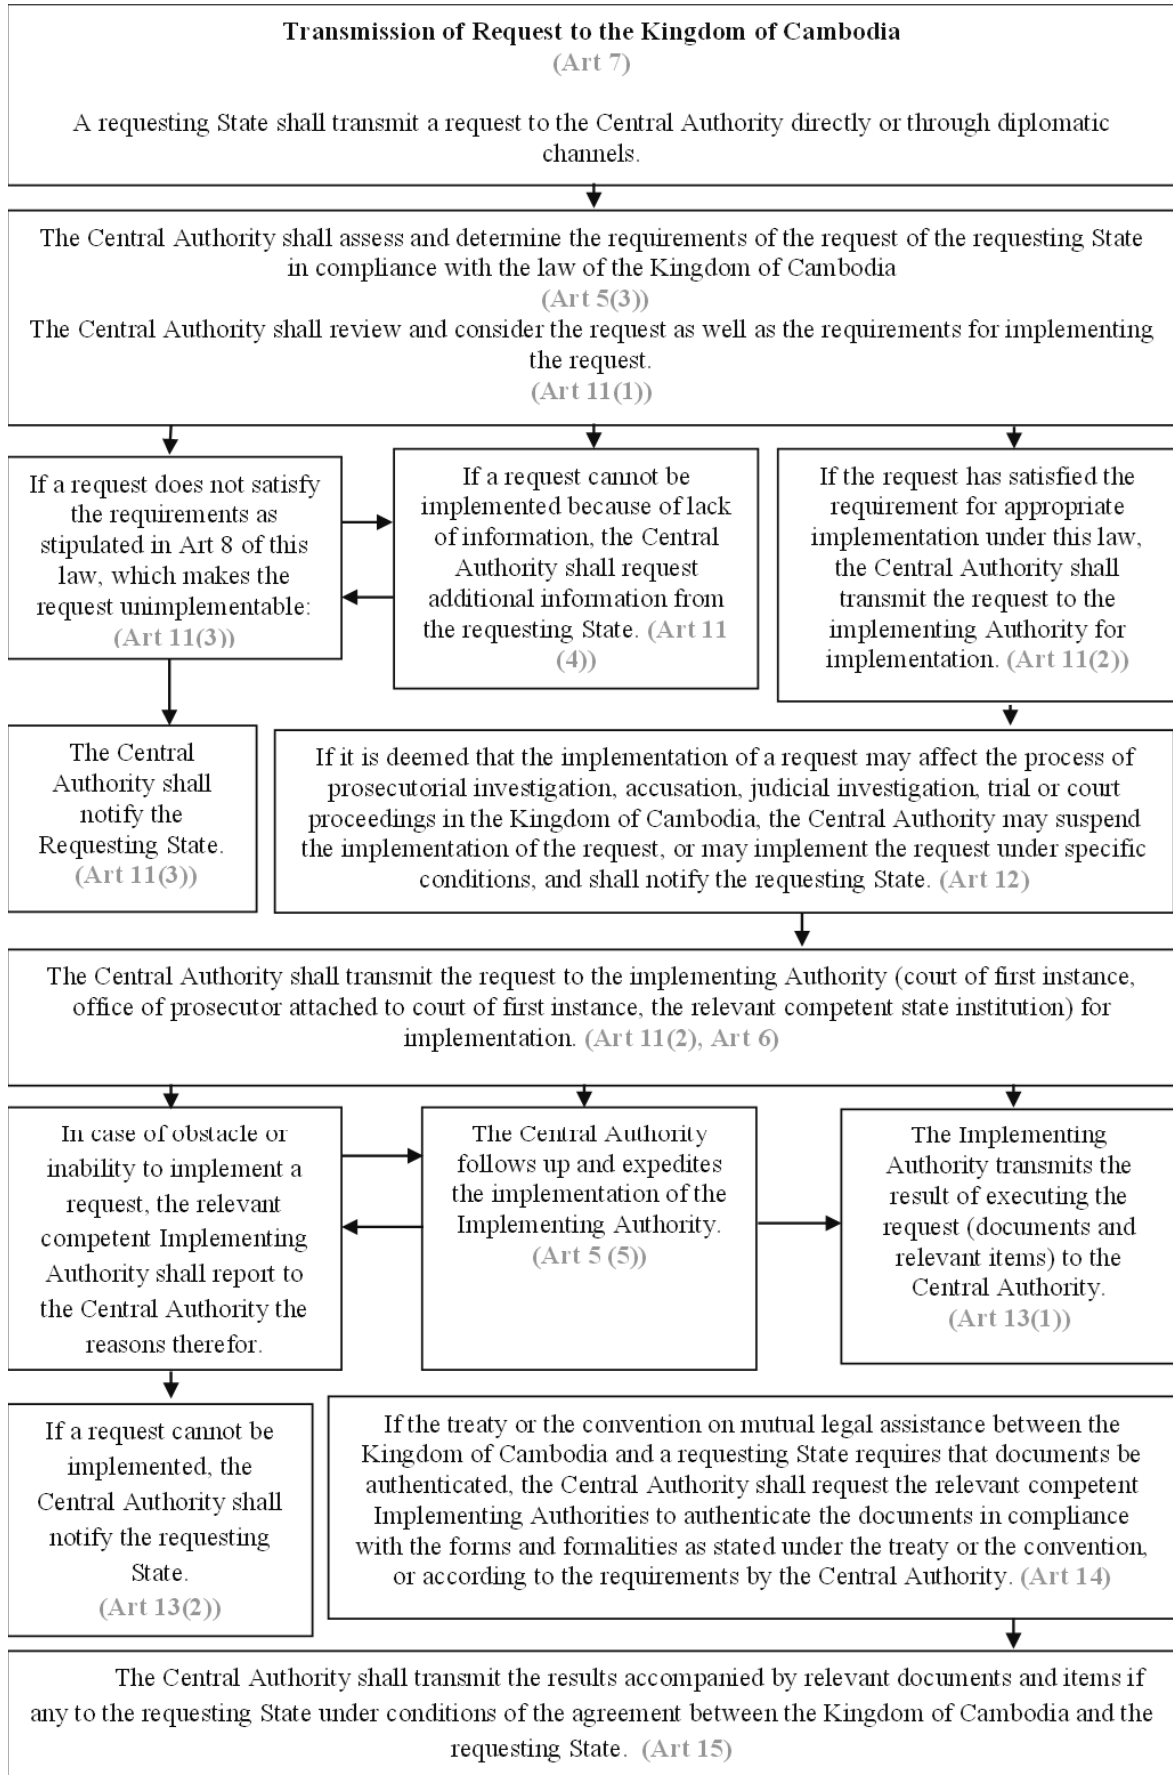 Transmission of Request to the Kingdom of Cambodia
(Art 7)
A requesting State shall transmit a request to the Central Authority directly or through diplomatic
channels.
The Central Authority shall assess and determine the requirements of the request of the requesting State
in compliance with the law of the Kingdom of Cambodia
(Art 5(3))
The Central Authority shall review and consider the request as well as the requirements for implementing
the request.
(Art 11(1))
If a request does not satisfy
the requirements as
stipulated in Art 8 of this
law, which makes the
request unimplementable:
(Art 11(3))
If a request cannot be
implemented because of lack
of information, the Central
Authority shall request
additional information from
the requesting State. (Art 11
(4))
If the request has satisfied the
requirement for appropriate
implementation under this law,
the Central Authority shall
transmit the request to the
implementing Authority for
implementation. (Art 11(2))
The Central
Authority shall
notify the
Requesting State.
(Art 11(3))
If it is deemed that the implementation of a request may affect the process of
prosecutorial investigation, accusation, judicial investigation, trial or court
proceedings in the Kingdom of Cambodia, the Central Authority may suspend
the implementation of the request, or may implement the request under specific
conditions, and shall notify the requesting State. (Art 12)
The Central Authority shall transmit the request to the implementing Authority (court of first instance,
office of prosecutor attached to court of first instance, the relevant competent state institution) for
implementation. (Art 11(2), Art 6)
In case of obstacle or
inability to implement a
request, the relevant
competent Implementing
Authority shall report to
the Central Authority the
reasons therefor.
The Central Authority
follows up and expedites
the implementation of the
Implementing Authority.
(Art 5 (5))
The Implementing
Authority transmits the
result of executing the
request (documents and
relevant items) to the
Central Authority.
(Art 13(1))
If a request cannot be
implemented, the
Central Authority shall
notify the requesting
State.
(Art 13(2))
If the treaty or the convention on mutual legal assistance between the
Kingdom of Cambodia and a requesting State requires that documents be
authenticated, the Central Authority shall request the relevant competent
Implementing Authorities to authenticate the documents in compliance
with the forms and formalities as stated under the treaty or the convention,
or according to the requirements by the Central Authority. (Art 14)
The Central Authority shall transmit the results accompanied by relevant documents and items if
any to the requesting State under conditions of the agreement between the Kingdom of Cambodia and the
requesting State. (Art 15)